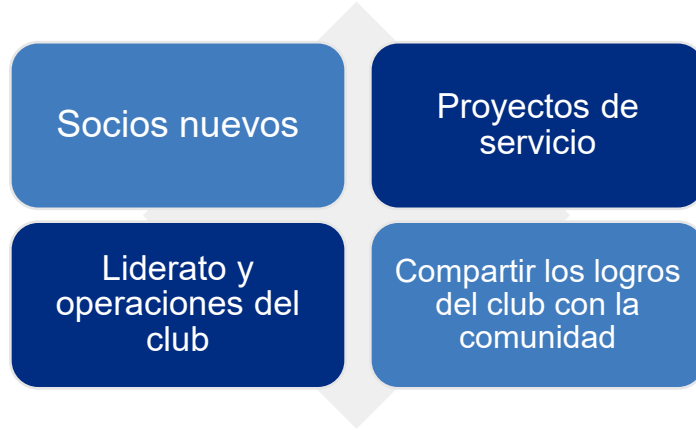 Socios nuevos
Proyectos de
servicio
Liderato y
operaciones del
club
Compartir los logros
del club con la
comunidad